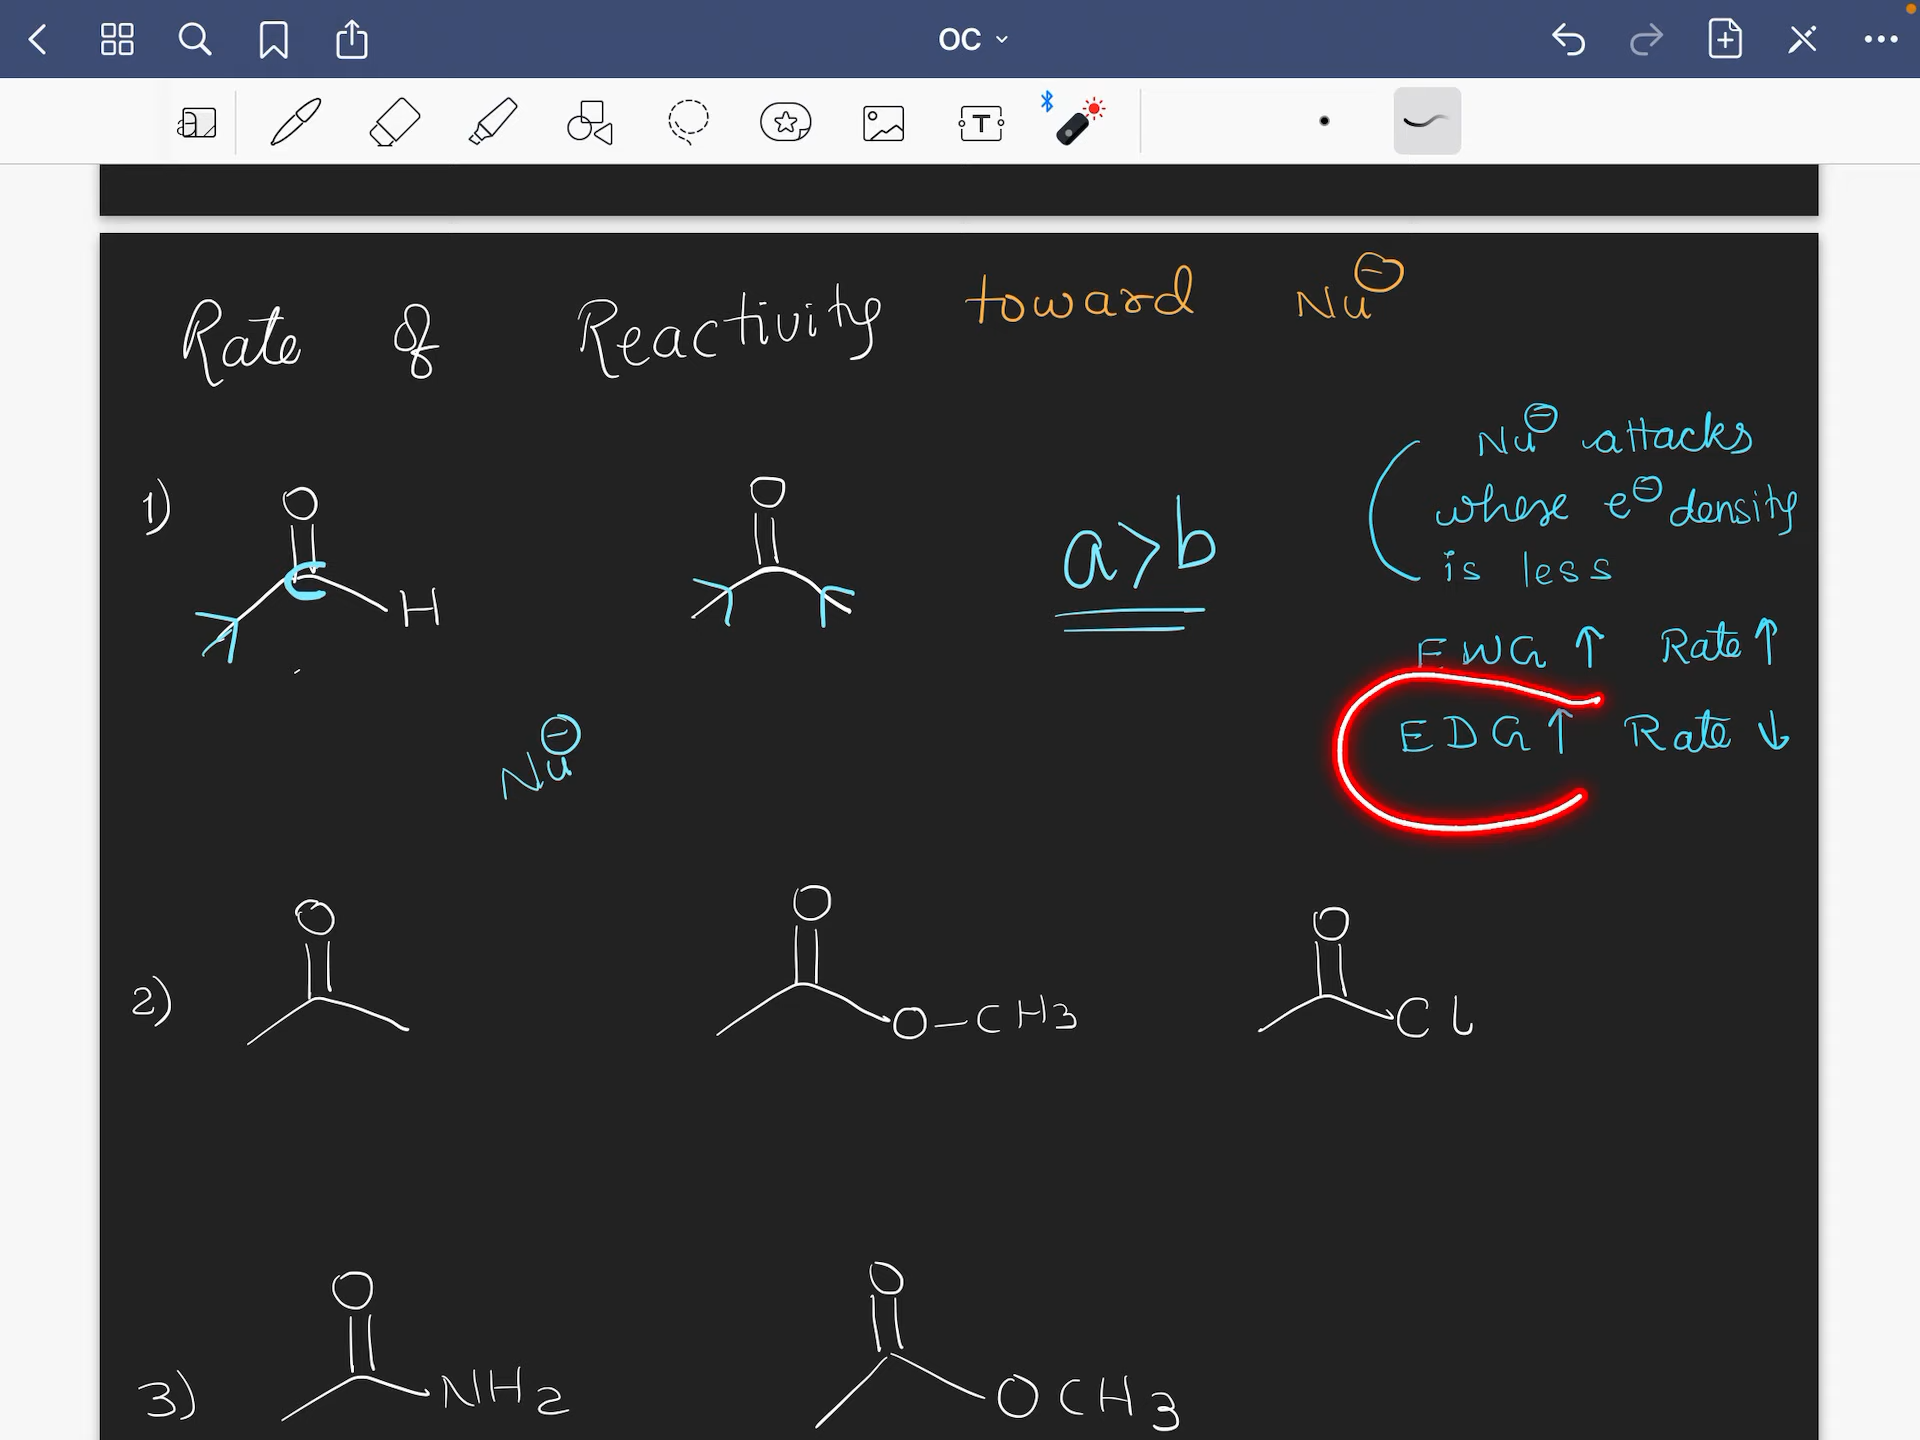 OC
T
Rate of Reactivity toward Nu⊖
Nu⊖ attacks
where e⊖ density
is less
1)
O
H
C
O
a>b
EWG ↑ Rate ↑
EDG ↑ Rate ↓
Nu⊖
2)
O
O
O-CH3
O
Cl
3)
O
NH2
O
OCH3